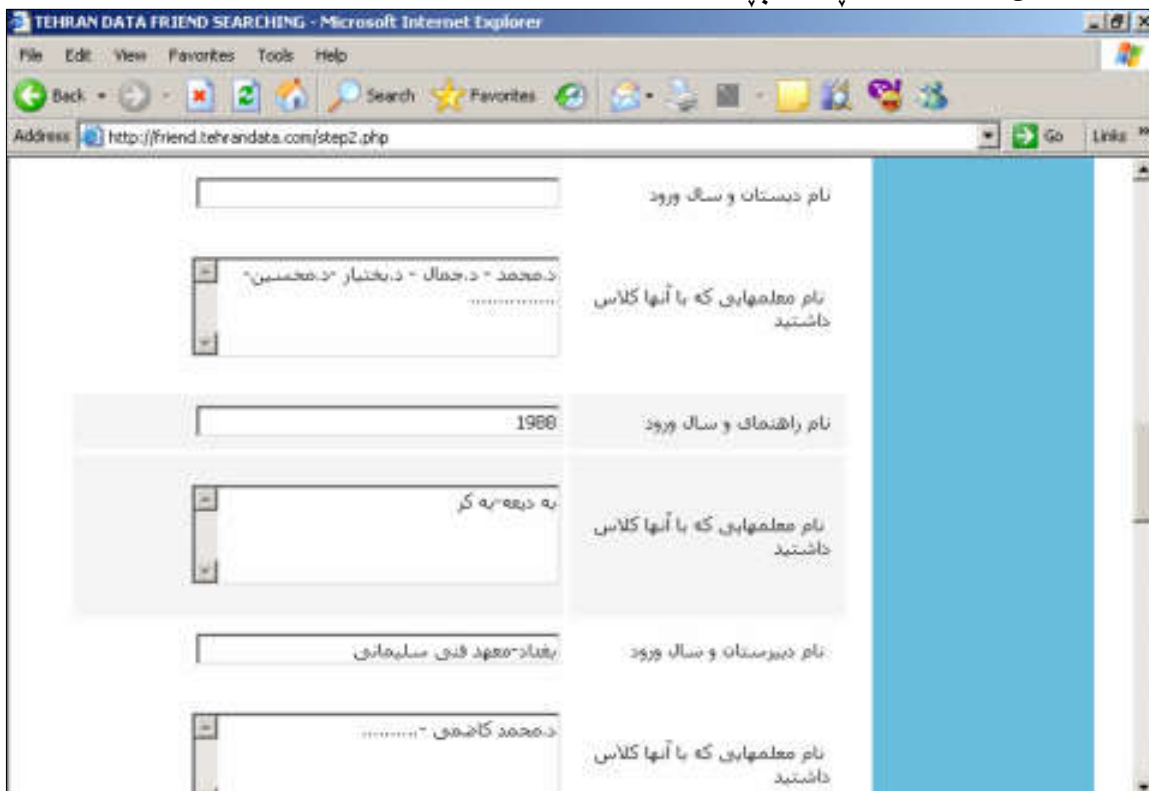 TEHRAN DATA FRIEND SEARCHING - Microsoft Internet Explorer
File Edit View Favorites Tools Help
Back Search Favorites
Address http://friend.tehrandata.com/step2.php Go Links »
نام دبستان و سال ورود
نام معلمهایی که با آنها کلاس داشتید
د.محمد - د.جمال - د.بختیار -د.محسین-
................
نام راهنمای و سال ورود
1988
نام معلمهایی که با آنها کلاس داشتید
به دیعه-به کر
نام دبیرستان و سال ورود
بغداد-معهد فنی سلیمانی
نام معلمهایی که با آنها کلاس داشتید
د.محمد کاضمی -..........